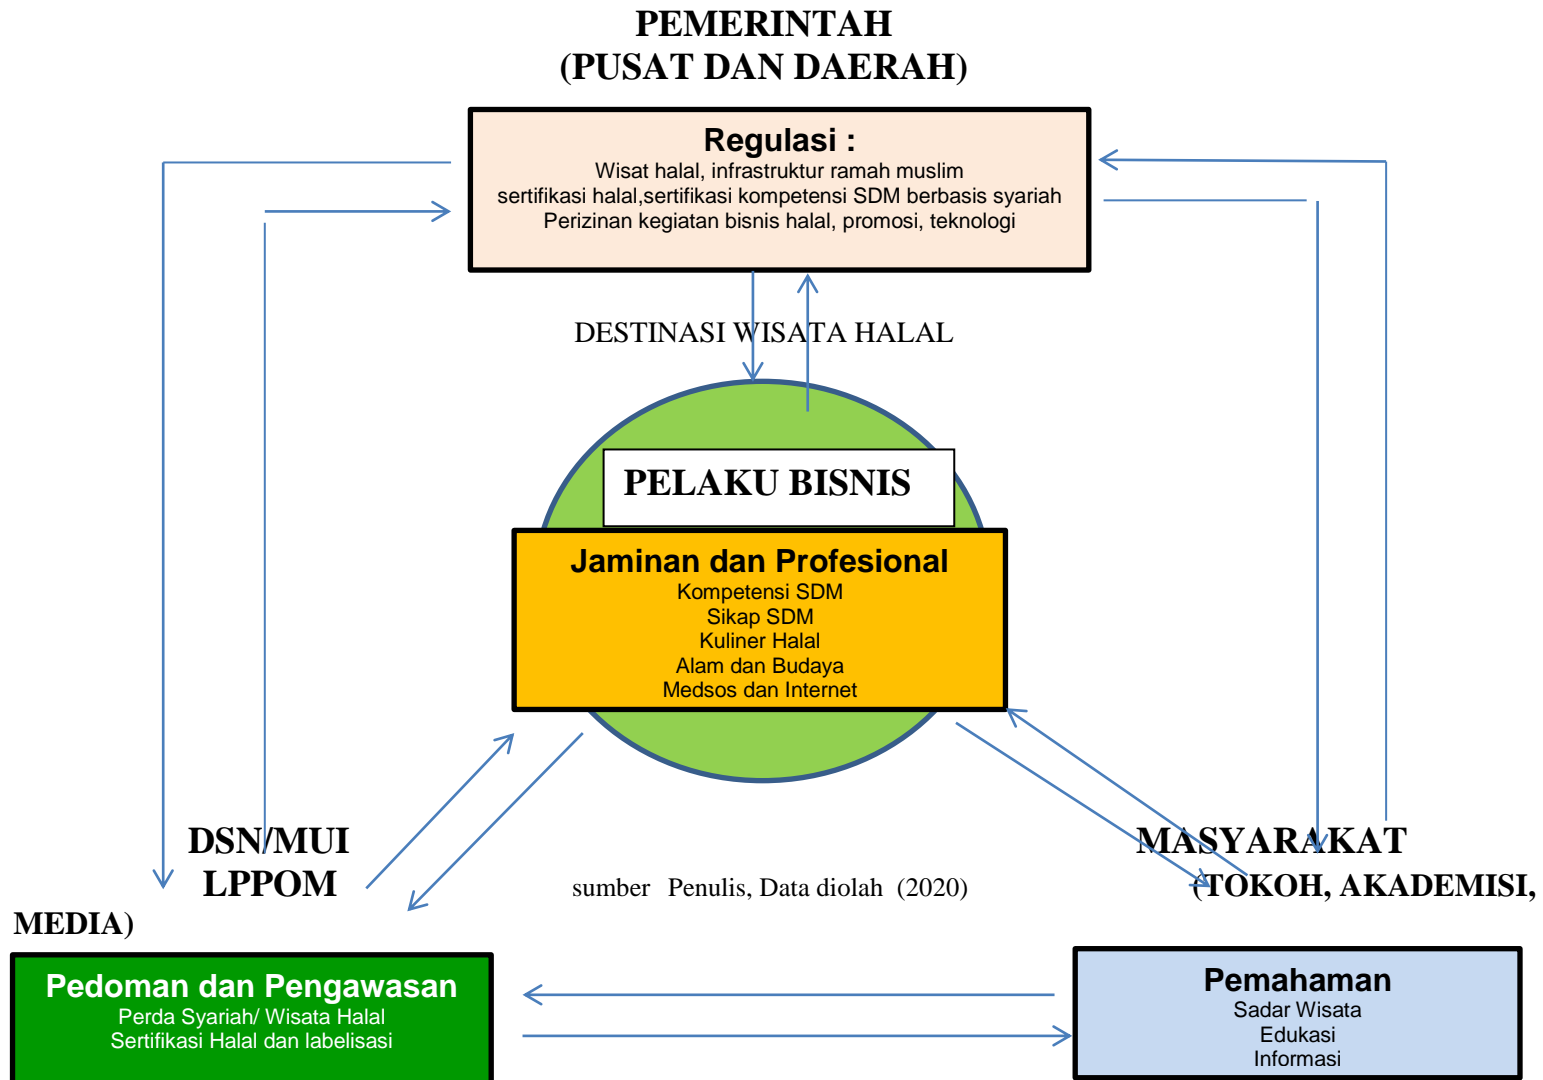 PEMERINTAH
(PUSAT DAN DAERAH)
Regulasi :
Wisat halal, infrastruktur ramah muslim
sertifikasi halal,sertifikasi kompetensi SDM berbasis syariah
Perizinan kegiatan bisnis halal, promosi, teknologi
DESTINASI WISATA HALAL
PELAKU BISNIS
Jaminan dan Profesional
Kompetensi SDM
Sikap SDM
Kuliner Halal
Alam dan Budaya
Medsos dan Internet
DSN/MUI MASYARAKAT
LPPOM sumber Penulis, Data diolah (2020) (TOKOH, AKADEMISI,
MEDIA)
Pedoman dan Pengawasan
Perda Syariah/ Wisata Halal
Sertifikasi Halal dan labelisasi
Pemahaman
Sadar Wisata
Edukasi
Informasi